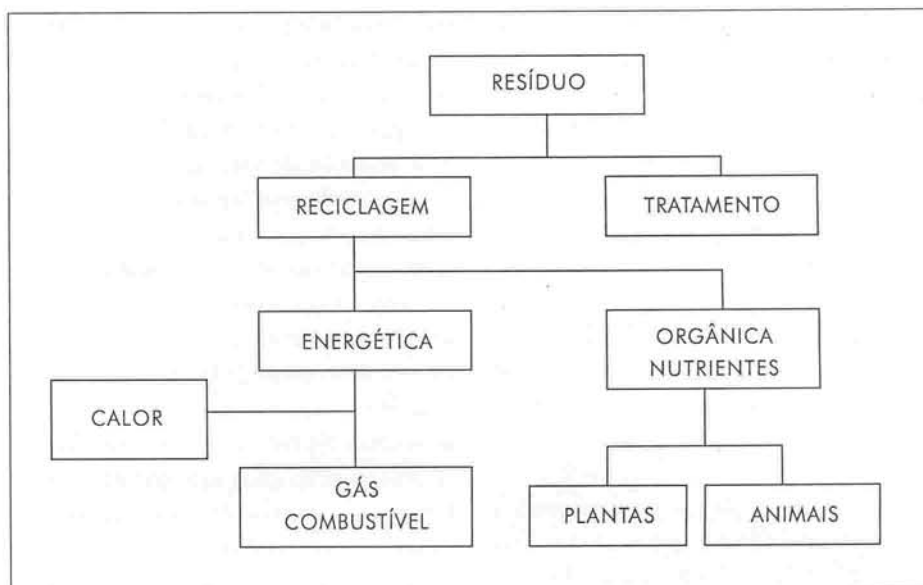 RESÍDUO
RECICLAGEM
TRATAMENTO
ENERGÉTICA
ORGÂNICA
NUTRIENTES
CALOR
GÁS
COMBUSTÍVEL
PLANTAS
ANIMAIS